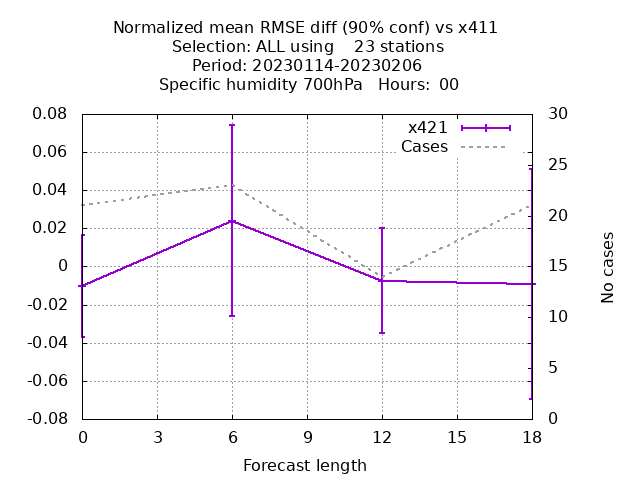 Normalized mean RMSE diff (90% conf) vs x411
Selection: ALL using    23 stations
Period: 20230114-20230206
Specific humidity 700hPa   Hours:  00
x421
Cases
0.08
0.06
0.04
0.02
0
-0.02
-0.04
-0.06
-0.08
30
25
20
15
10
5
0
No cases
0 3 6 9 12 15 18
Forecast length